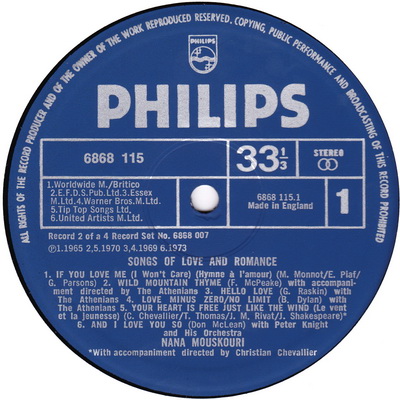 ALL RIGHTS OF THE RECORD PRODUCER AND OF THE OWNER OF THE WORK REPRODUCED RESERVED. COPYING, PUBLIC PERFORMANCE AND BROADCASTING OF THIS RECORD PROHIBITED
PHILIPS
PHILIPS
6868 115
33 1/3
STEREO
1.Worldwide M./Britico
2.E.F.D.S.Pub.Ltd.3.Essex
M.Ltd.4.Warner Bros.M.Ltd.
5.Tip Top Songs Ltd.
6.United Artists M.Ltd.
6868 115.1
Made in England
1
Record 2 of a 4 Record Set No. 6868 007
℗1.1965 2,5.1970 3,4.1969 6.1973
SONGS OF LOVE AND ROMANCE
1. IF YOU LOVE ME (I Won't Care) (Hymne à l'amour) (M. Monnot/E. Piaf/
G. Parsons) 2. WILD MOUNTAIN THYME (F. McPeake) with accompani-
ment directed by The Athenians 3. HELLO LOVE (G. Raskin) with
The Athenians 4. LOVE MINUS ZERO/NO LIMIT (B. Dylan) with
The Athenians 5. YOUR HEART IS FREE JUST LIKE THE WIND (Le vent
et la jeunesse) (C. Chevallier/T. Thomas/J. M. Rivat/J. Shakespeare)*
6. AND I LOVE YOU SO (Don McLean) with Peter Knight
and His Orchestra
NANA MOUSKOURI
*With accompaniment directed by Christian Chevallier